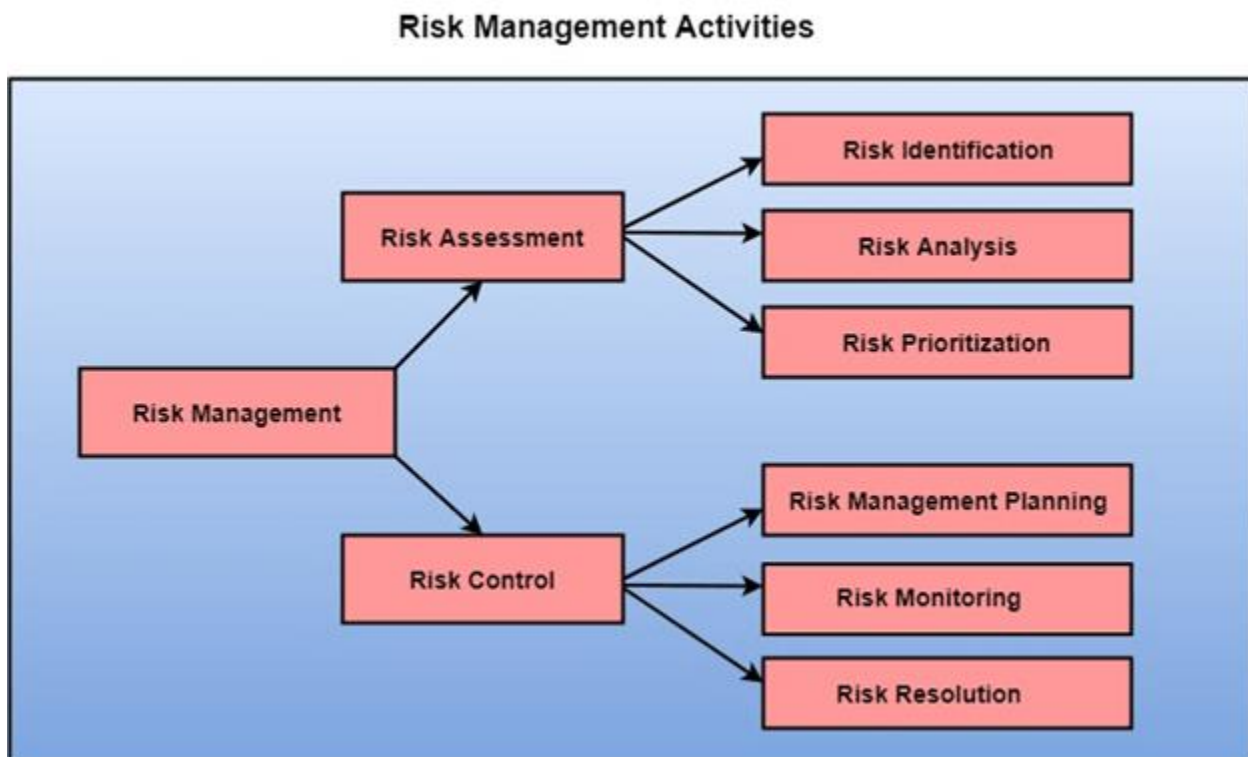 Risk Management Activities
Risk Identification
Risk Assessment
Risk Analysis
Risk Prioritization
Risk Management
Risk Management Planning
Risk Control
Risk Monitoring
Risk Resolution